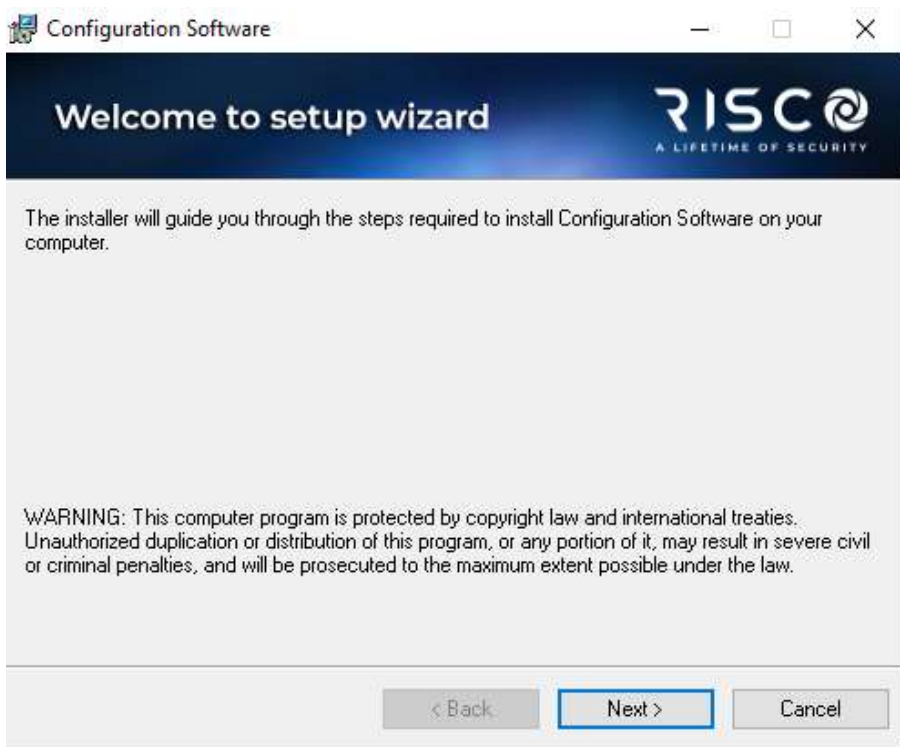 Configuration Software
Welcome to setup wizard
RISCO
A LIFETIME OF SECURITY
The installer will guide you through the steps required to install Configuration Software on your
computer.
WARNING: This computer program is protected by copyright law and international treaties.
Unauthorized duplication or distribution of this program, or any portion of it, may result in severe civil
or criminal penalties, and will be prosecuted to the maximum extent possible under the law.
< Back
Next >
Cancel